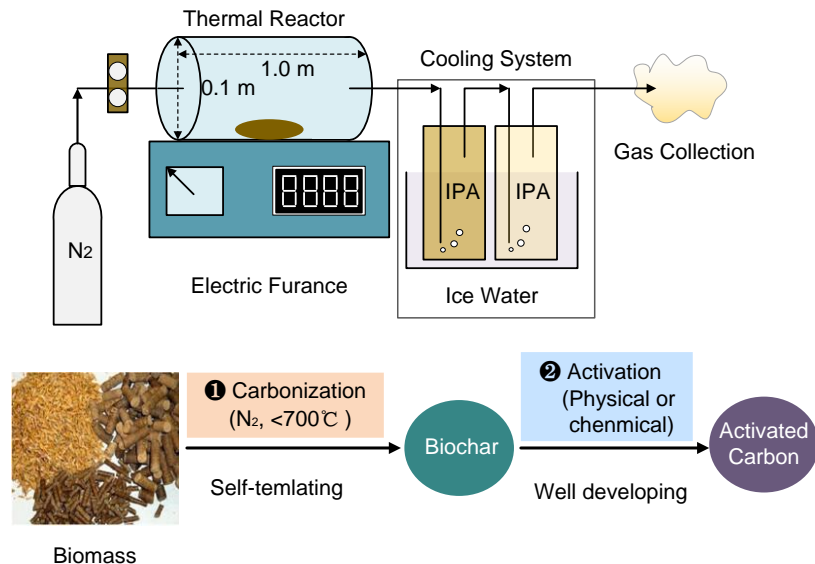 Thermal Reactor
1.0 m
0.1 m
Cooling System
Gas Collection
IPA
IPA
N₂
8888
Electric Furance
Ice Water
❶ Carbonization
(N₂, <700℃ )
❷ Activation
(Physical or
chenmical)
Biochar
Activated
Carbon
Self-temlating
Well developing
Biomass